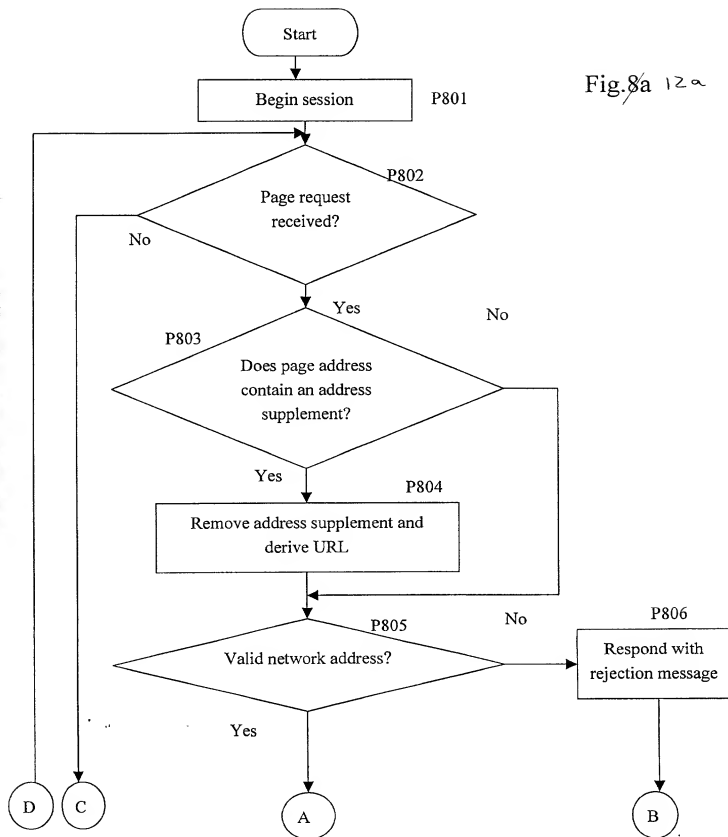 Start
Fig.8a 12a
Begin session
P801
P802
Page request
received?
No
Yes
No
P803
Does page address
contain an address
supplement?
Yes
P804
Remove address supplement and
derive URL
No
P806
P805
Valid network address?
Respond with
rejection message
Yes
D
C
A
B